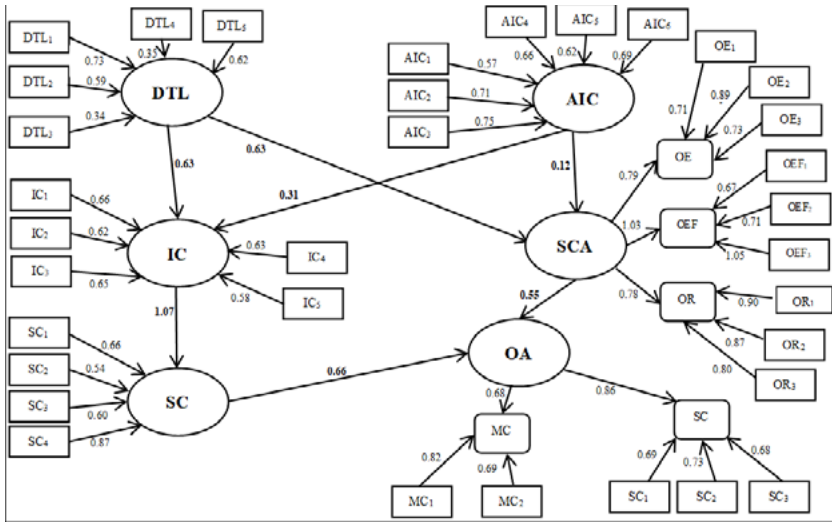 DTL₄
DTL₅
DTL₁
0.35
0.73
0.62
DTL₂
0.59
DTL
DTL₃
0.34
AIC₄
AIC₅
AIC₆
0.66
0.62
0.69
AIC₁
0.57
AIC₂
0.71
AIC
AIC₃
0.75
OE₁
OE₂
0.71
0.89
OE₃
0.73
OE
0.79
OEF₁
0.67
OEF₂
0.71
OEF
1.03
OEF₃
1.05
0.63
0.63
0.12
0.31
IC₁
0.66
IC₂
0.62
IC
0.63
IC₄
IC₃
0.65
0.58
IC₅
SCA
0.78
OR
0.90
OR₁
0.87
OR₂
0.80
OR₃
1.07
0.55
SC₁
0.66
SC₂
0.54
SC₃
0.60
SC₄
0.87
SC
0.66
OA
0.68
0.86
MC
0.82
0.69
MC₁
MC₂
SC
0.69
0.73
0.68
SC₁
SC₂
SC₃